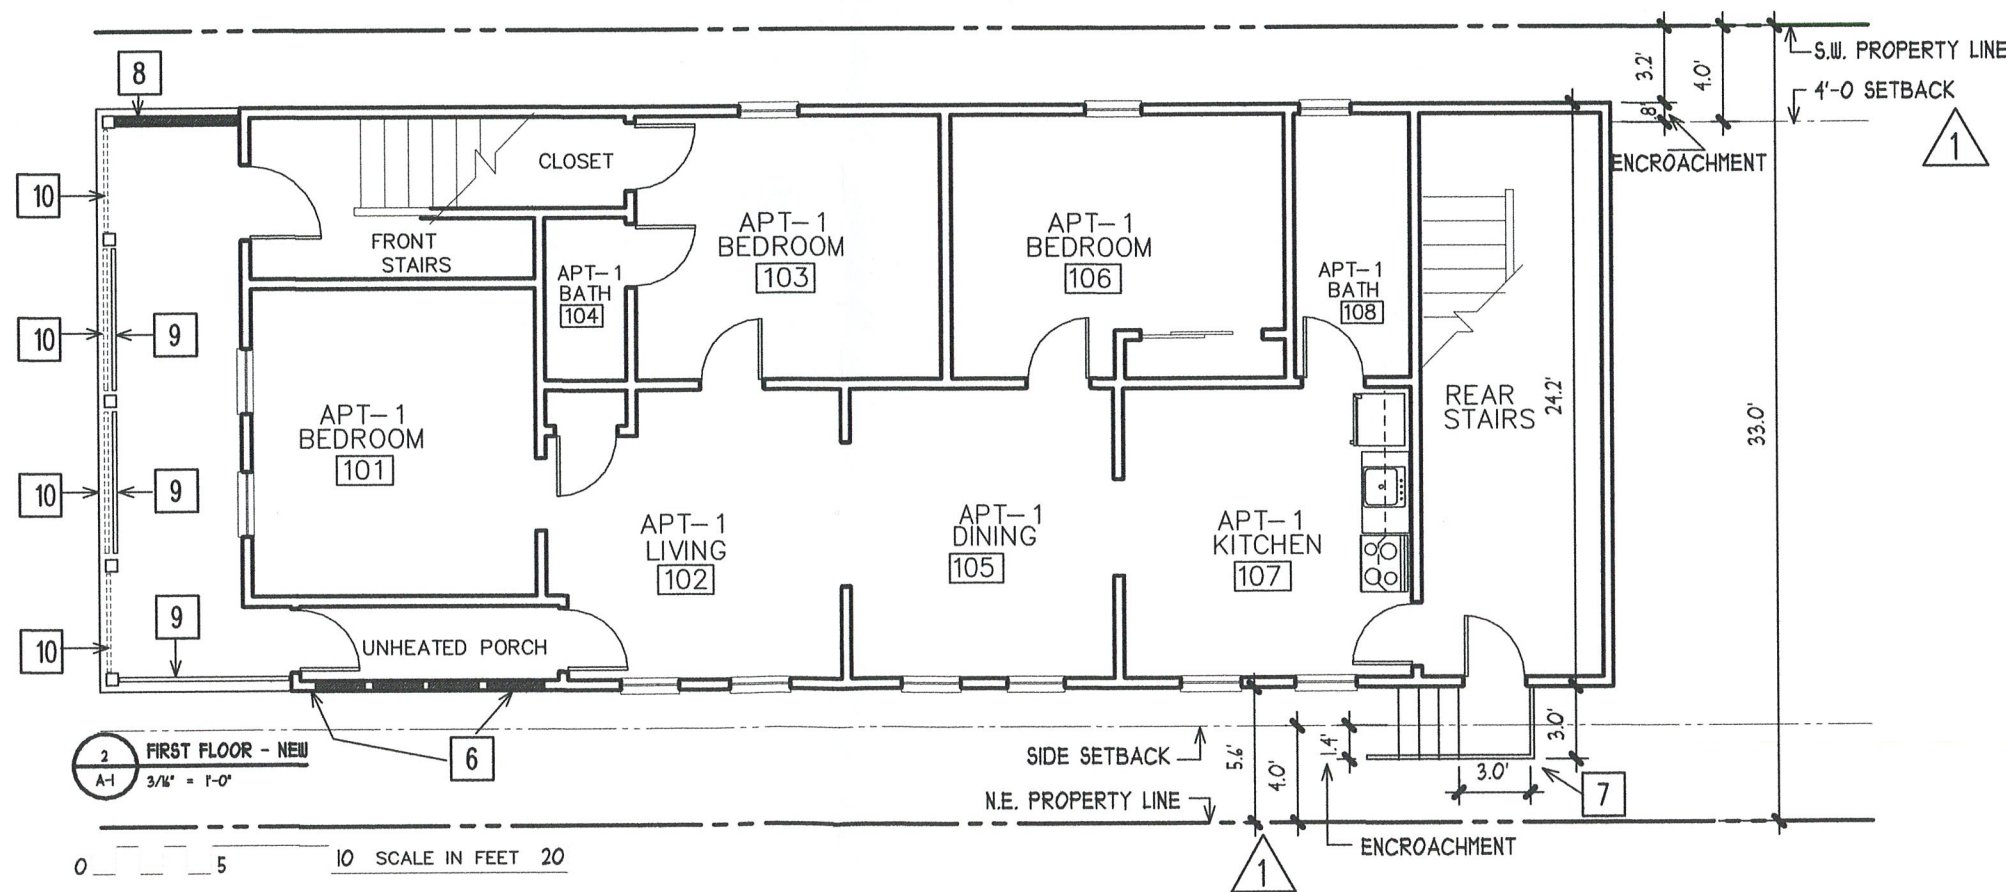 S.W. PROPERTY LINE
3.2'
4.0'
8
4'-0 SETBACK
.8'
1
ENCROACHMENT
CLOSET
10
APT-1
BEDROOM
103
APT-1
BEDROOM
106
FRONT
STAIRS
APT-1
BATH
104
APT-1
BATH
108
10
9
REAR
STAIRS
24.2'
33.0'
APT-1
BEDROOM
101
10
9
APT-1
LIVING
102
APT-1
DINING
105
APT-1
KITCHEN
107
9
10
UNHEATED PORCH
2
A-1
FIRST FLOOR - NEW
3/16" = 1'-0"
6
SIDE SETBACK
5.6'
4.0'
1.4'
3.0'
3.0'
7
N.E. PROPERTY LINE
ENCROACHMENT
1
0 5 10 SCALE IN FEET 20